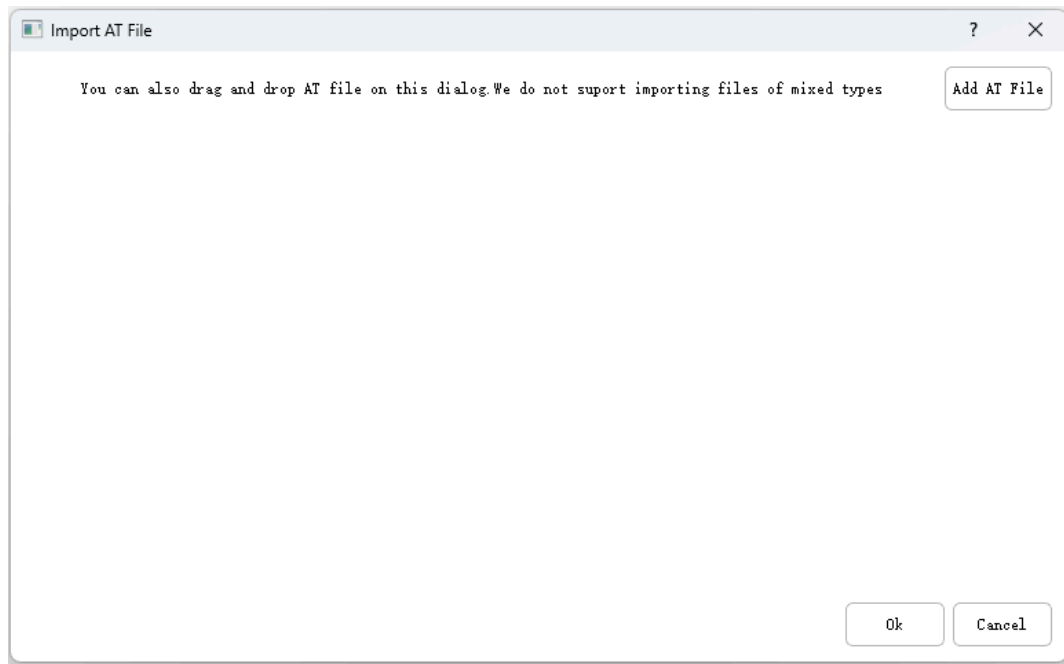 Import AT File
?
You can also drag and drop AT file on this dialog.We do not suport importing files of mixed types
Add AT File
Ok
Cancel